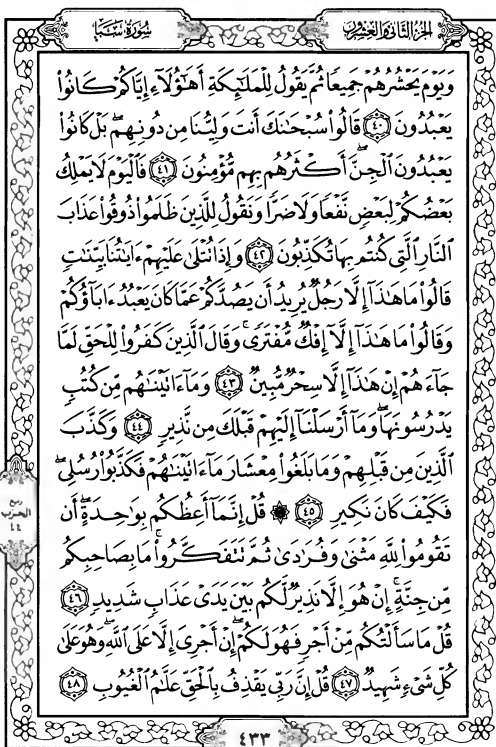 الجزء الثاني والعشرون
سورة سبإ
وَيَوْمَ يَحْشُرُهُمْ جَمِيعًا ثُمَّ يَقُولُ لِلْمَلَٰٓئِكَةِ أَهَٰٓؤُلَآءِ إِيَّاكُمْ كَانُوا۟
يَعْبُدُونَ ٤٠ قَالُوا۟ سُبْحَٰنَكَ أَنتَ وَلِيُّنَا مِن دُونِهِم ۖ بَلْ كَانُوا۟
يَعْبُدُونَ ٱلْجِنَّ ۖ أَكْثَرُهُم بِهِم مُّؤْمِنُونَ ٤١ فَٱلْيَوْمَ لَا يَمْلِكُ
بَعْضُكُمْ لِبَعْضٍ نَّفْعًا وَلَا ضَرًّا وَنَقُولُ لِلَّذِينَ ظَلَمُوا۟ ذُوقُوا۟ عَذَابَ
ٱلنَّارِ ٱلَّتِى كُنتُم بِهَا تُكَذِّبُونَ ٤٢ وَإِذَا تُتْلَىٰ عَلَيْهِمْ ءَايَٰتُنَا بَيِّنَٰتٍ
قَالُوا۟ مَا هَٰذَآ إِلَّا رَجُلٌ يُرِيدُ أَن يَصُدَّكُمْ عَمَّا كَانَ يَعْبُدُ ءَابَآؤُكُمْ
وَقَالُوا۟ مَا هَٰذَآ إِلَّآ إِفْكٌ مُّفْتَرًى ۚ وَقَالَ ٱلَّذِينَ كَفَرُوا۟ لِلْحَقِّ لَمَّا
جَآءَهُمْ إِنْ هَٰذَآ إِلَّا سِحْرٌ مُّبِينٌ ٤٣ وَمَآ ءَاتَيْنَٰهُم مِّن كُتُبٍ
يَدْرُسُونَهَا ۖ وَمَآ أَرْسَلْنَآ إِلَيْهِمْ قَبْلَكَ مِن نَّذِيرٍ ٤٤ وَكَذَّبَ
ٱلَّذِينَ مِن قَبْلِهِمْ وَمَا بَلَغُوا۟ مِعْشَارَ مَآ ءَاتَيْنَٰهُمْ فَكَذَّبُوا۟ رُسُلِى ۖ
فَكَيْفَ كَانَ نَكِيرِ ٤٥ ۞ قُلْ إِنَّمَآ أَعِظُكُم بِوَٰحِدَةٍ ۖ أَن
تَقُومُوا۟ لِلَّهِ مَثْنَىٰ وَفُرَٰدَىٰ ثُمَّ تَتَفَكَّرُوا۟ ۚ مَا بِصَاحِبِكُم
مِّن جِنَّةٍ ۚ إِنْ هُوَ إِلَّا نَذِيرٌ لَّكُم بَيْنَ يَدَىْ عَذَابٍ شَدِيدٍ ٤٦
قُلْ مَا سَأَلْتُكُم مِّنْ أَجْرٍ فَهُوَ لَكُمْ ۖ إِنْ أَجْرِىَ إِلَّا عَلَى ٱللَّهِ ۖ وَهُوَ عَلَىٰ
كُلِّ شَىْءٍ شَهِيدٌ ٤٧ قُلْ إِنَّ رَبِّى يَقْذِفُ بِٱلْحَقِّ عَلَّٰمُ ٱلْغُيُوبِ ٤٨
ربع
الحزب
٤٤
٤٣٣